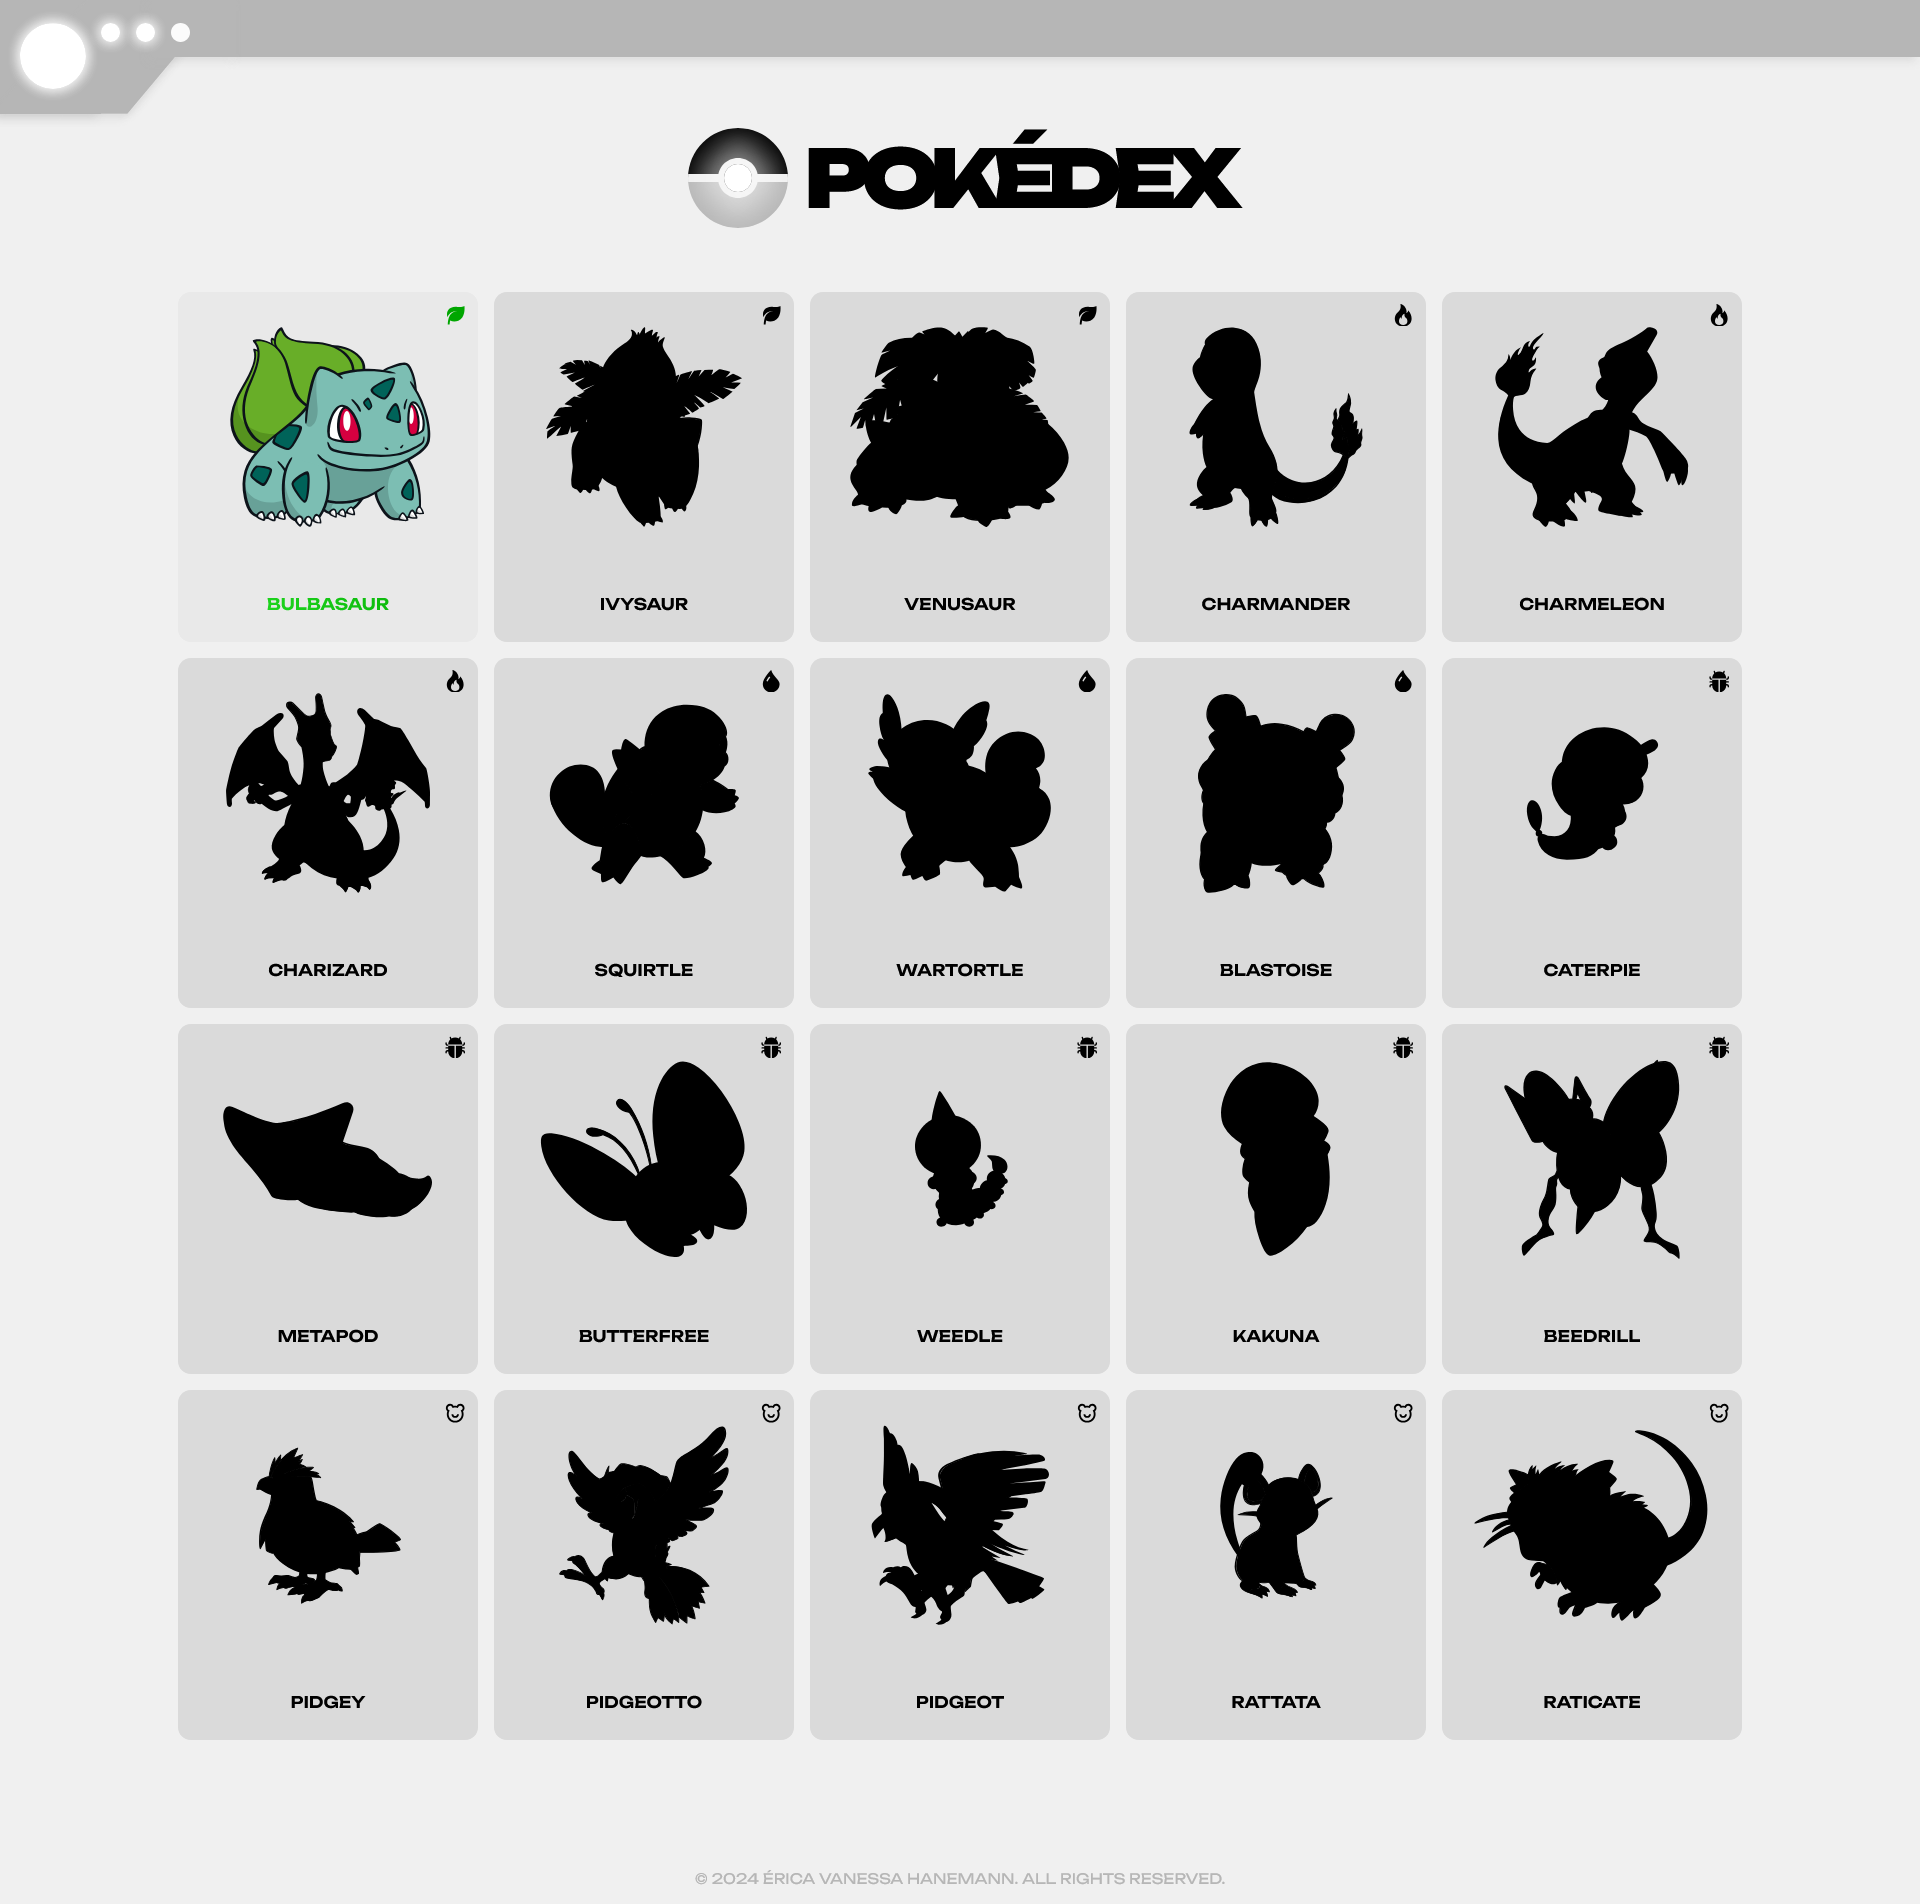 POKÉDEX
BULBASAUR
IVYSAUR
VENUSAUR
CHARMANDER
CHARMELEON
CHARIZARD
SQUIRTLE
WARTORTLE
BLASTOISE
CATERPIE
METAPOD
BUTTERFREE
WEEDLE
KAKUNA
BEEDRILL
PIDGEY
PIDGEOTTO
PIDGEOT
RATTATA
RATICATE
© 2024 ÉRICA VANESSA HANEMANN. ALL RIGHTS RESERVED.